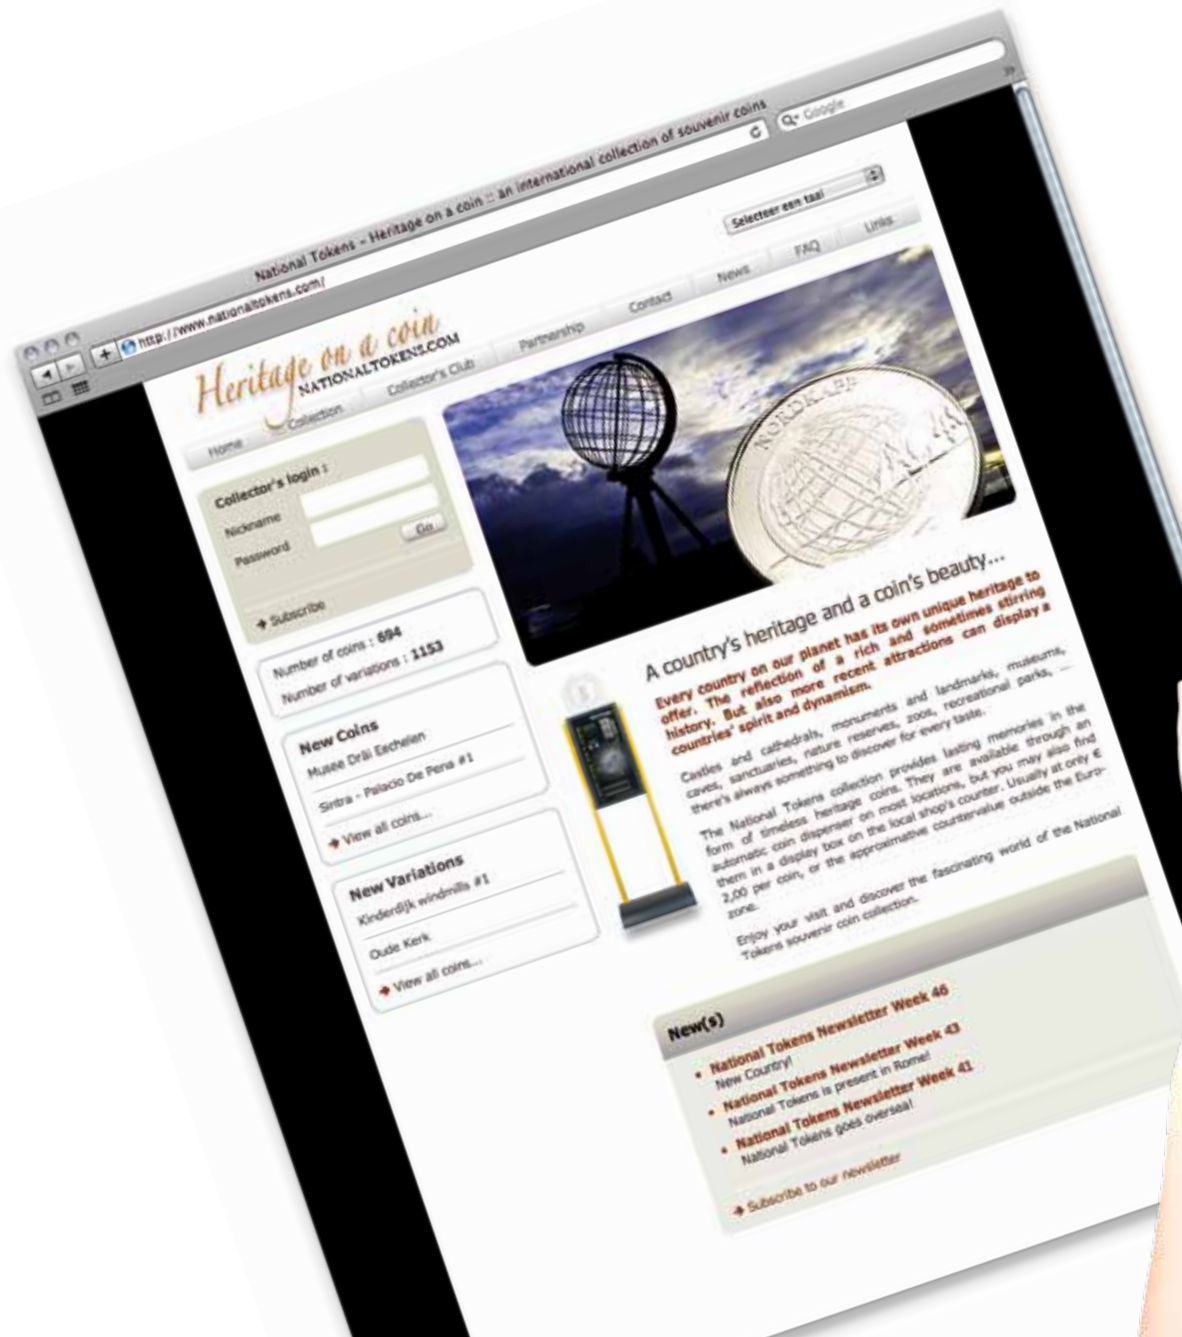 National Tokens - Heritage on a coin :: an international collection of souvenir coins
http://www.nationaltokens.com/
Google
Selecteer een taal
Heritage on a coin
NATIONALTOKENS.COM
Home Collection Collector's Club Partnership Contact News FAQ Links
Collector's login :
Nickname
Password
Go
Subscribe
Number of coins : 694
Number of variations : 1153
New Coins
Musée Dräi Eechelen
Sintra - Palacio De Pena #1
View all coins...
New Variations
Kinderdijk windmills #1
Oude Kerk
View all coins...
NORDKAPP
A country's heritage and a coin's beauty...
Every country on our planet has its own unique heritage to
offer. The reflection of a rich and sometimes stirring
history. But also more recent attractions can display a
countries' spirit and dynamism.
Castles and cathedrals, monuments and landmarks, museums,
caves, sanctuaries, nature reserves, zoos, recreational parks, ...
there's always something to discover for every taste.
The National Tokens collection provides lasting memories in the
form of timeless heritage coins. They are available through an
automatic coin dispenser on most locations, but you may also find
them in a display box on the local shop's counter. Usually at only €
2,00 per coin, or the approximative countervalue outside the Euro-
zone.
Enjoy your visit and discover the fascinating world of the National
Tokens souvenir coin collection.
New(s)
National Tokens Newsletter Week 46
New Country!
National Tokens Newsletter Week 43
National Tokens is present in Rome!
National Tokens Newsletter Week 41
National Tokens goes oversea!
Subscribe to our newsletter